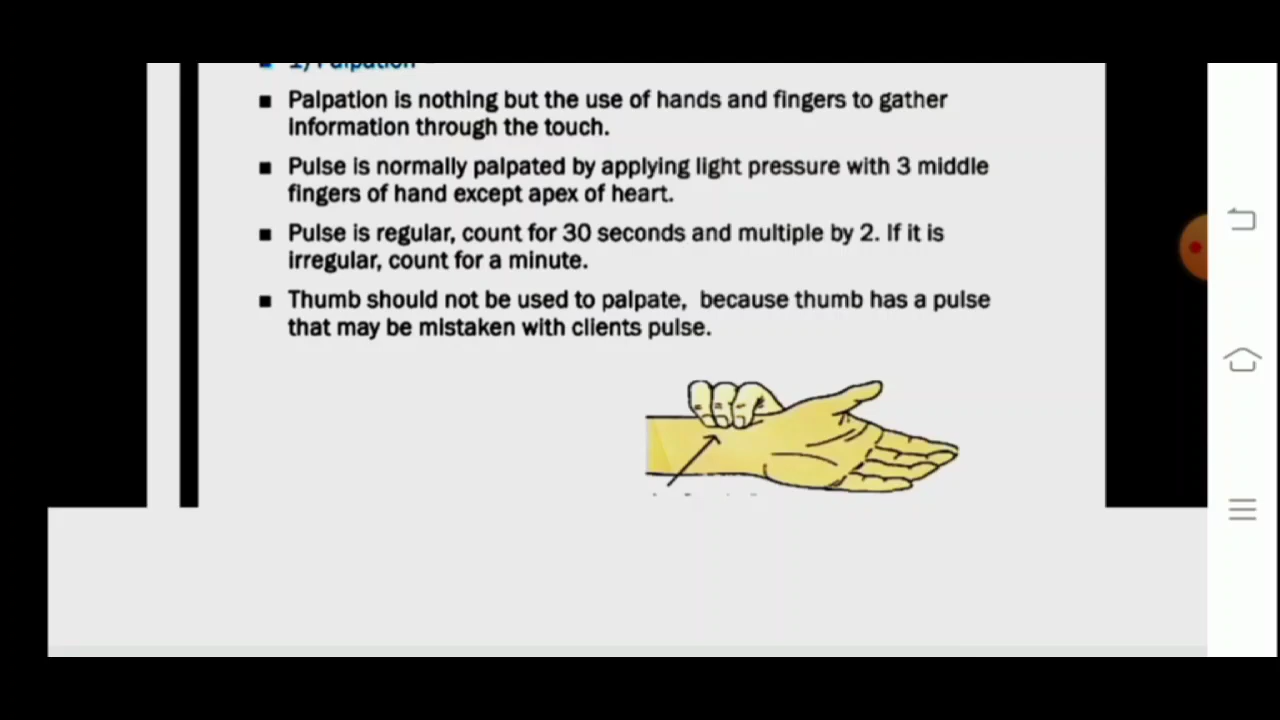 1) Palpation
■ Palpation is nothing but the use of hands and fingers to gather
information through the touch.
■ Pulse is normally palpated by applying light pressure with 3 middle
fingers of hand except apex of heart.
■ Pulse is regular, count for 30 seconds and multiple by 2. If it is
irregular, count for a minute.
■ Thumb should not be used to palpate, because thumb has a pulse
that may be mistaken with clients pulse.